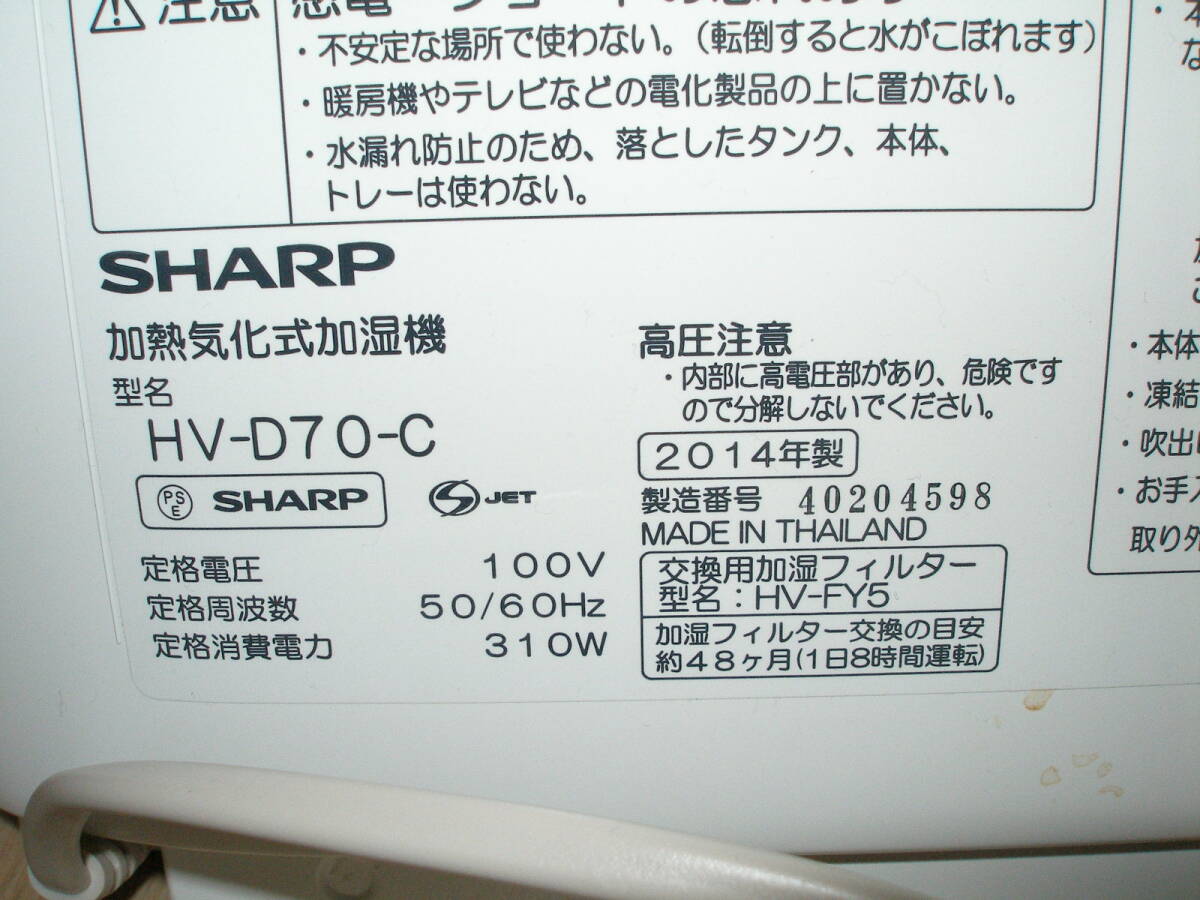 注意
・不安定な場所で使わない。(転倒すると水がこぼれます)
・暖房機やテレビなどの電化製品の上に置かない。
・水漏れ防止のため、落としたタンク、本体、
トレーは使わない。
SHARP
加熱気化式加湿機
型名
HV-D70-C
PSE SHARP
S JET
定格電圧 100V
定格周波数 50/60Hz
定格消費電力 310W
高圧注意
・内部に高電圧部があり、危険です
ので分解しないでください。
2014年製
製造番号 40204598
MADE IN THAILAND
交換用加湿フィルター
型名:HV-FY5
加湿フィルター交換の目安
約48ヶ月(1日8時間運転)
・本体
・凍結
・吹出
・お手入
取り外